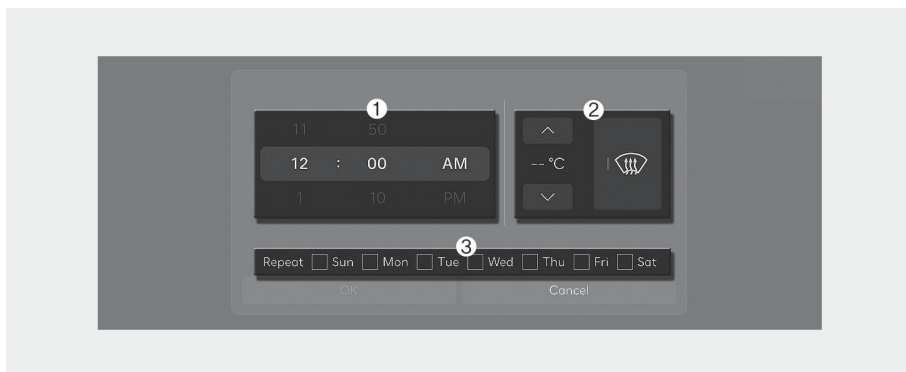 ① ②
11 50
12 : 00 AM -- °C
1 10 PM
③
Repeat Sun Mon Tue Wed Thu Fri Sat
OK Cancel